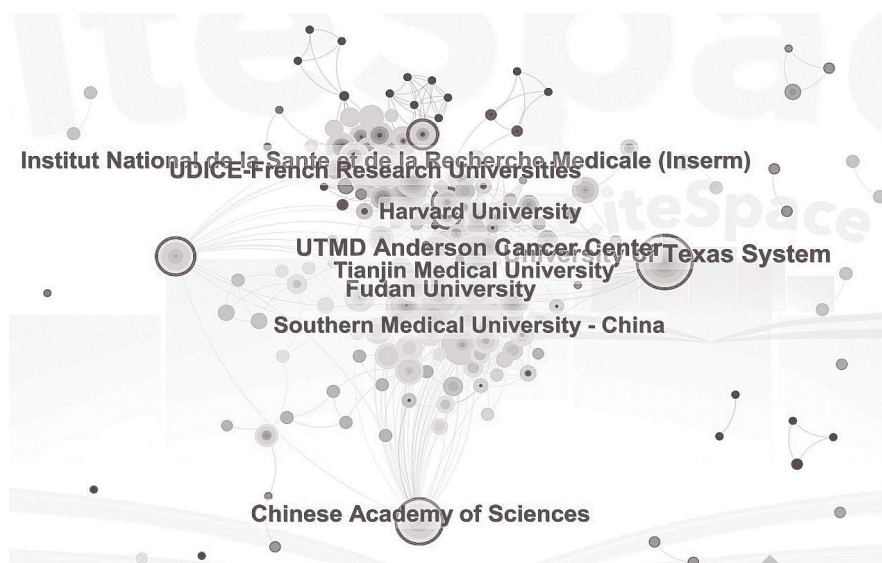 iteSpace
Institut National de la Sante et de la Recherche Medicale (Inserm)
UDICE-French Research Universities
Harvard University
iteSpace
UTMD Anderson Cancer Center
University of Texas System
Tianjin Medical University
Fudan University
Southern Medical University - China
Chinese Academy of Sciences